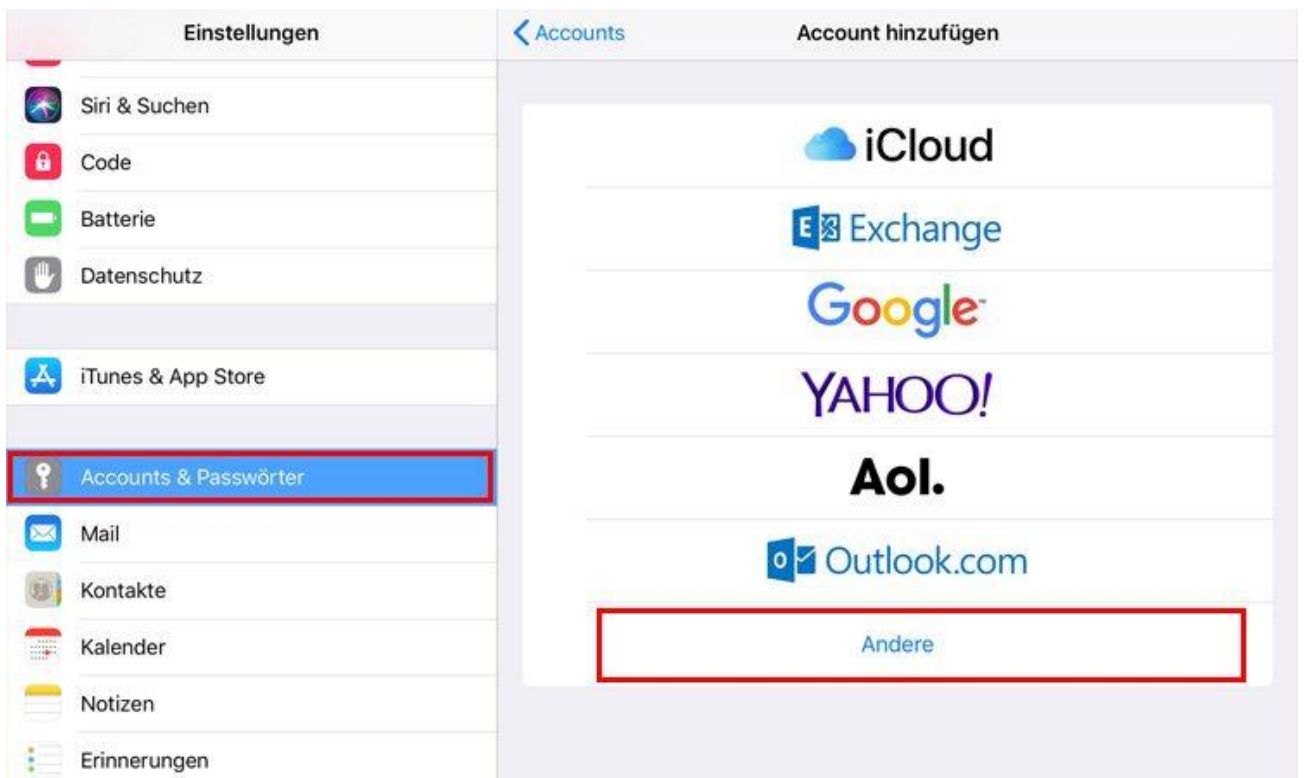 Einstellungen
Siri & Suchen
Code
Batterie
Datenschutz
iTunes & App Store
Accounts & Passwörter
Mail
Kontakte
Kalender
Notizen
Erinnerungen
Accounts
Account hinzufügen
iCloud
E Exchange
Google™
YAHOO!
Aol.
o Outlook.com
Andere